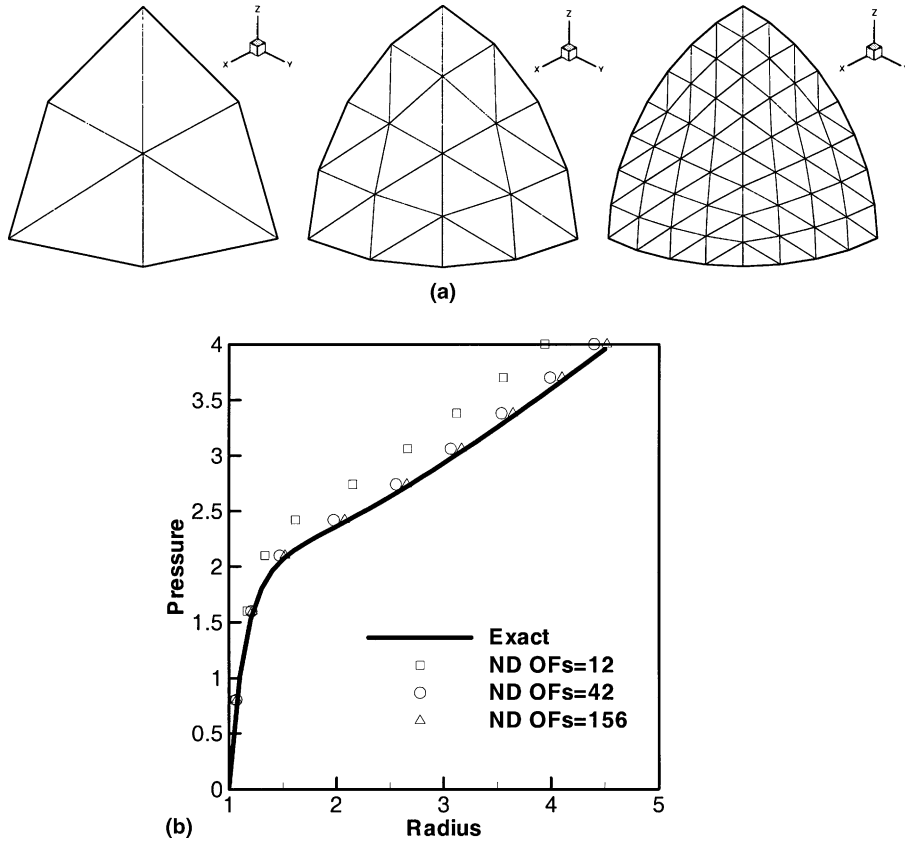 Z
X
Y
Z
X
Y
Z
X
Y
(a)
4
3.5
3
2.5
2
1.5
1
0.5
0
Pressure
Exact
ND OFs=12
ND OFs=42
ND OFs=156
1
2
3
4
5
Radius
(b)